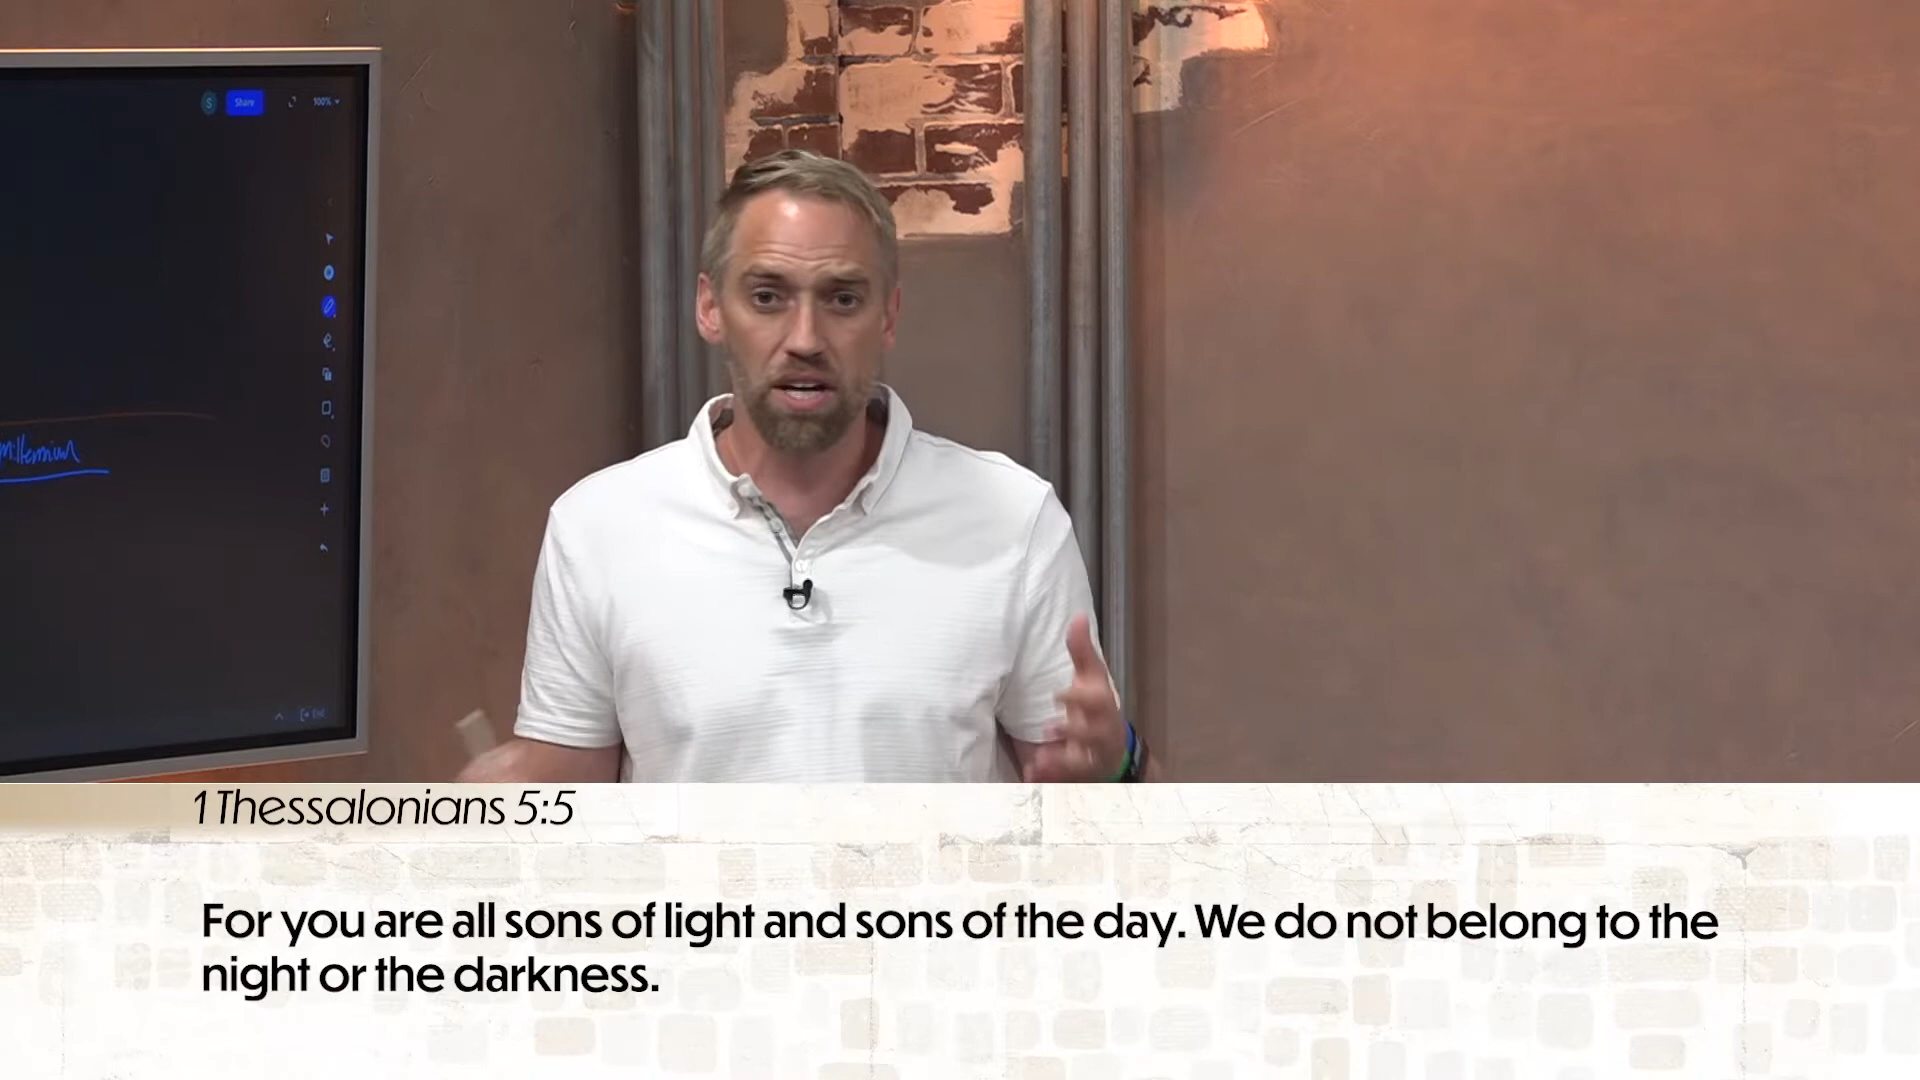 S Share 100%
Millennium
1 Thessalonians 5:5
For you are all sons of light and sons of the day. We do not belong to the
night or the darkness.